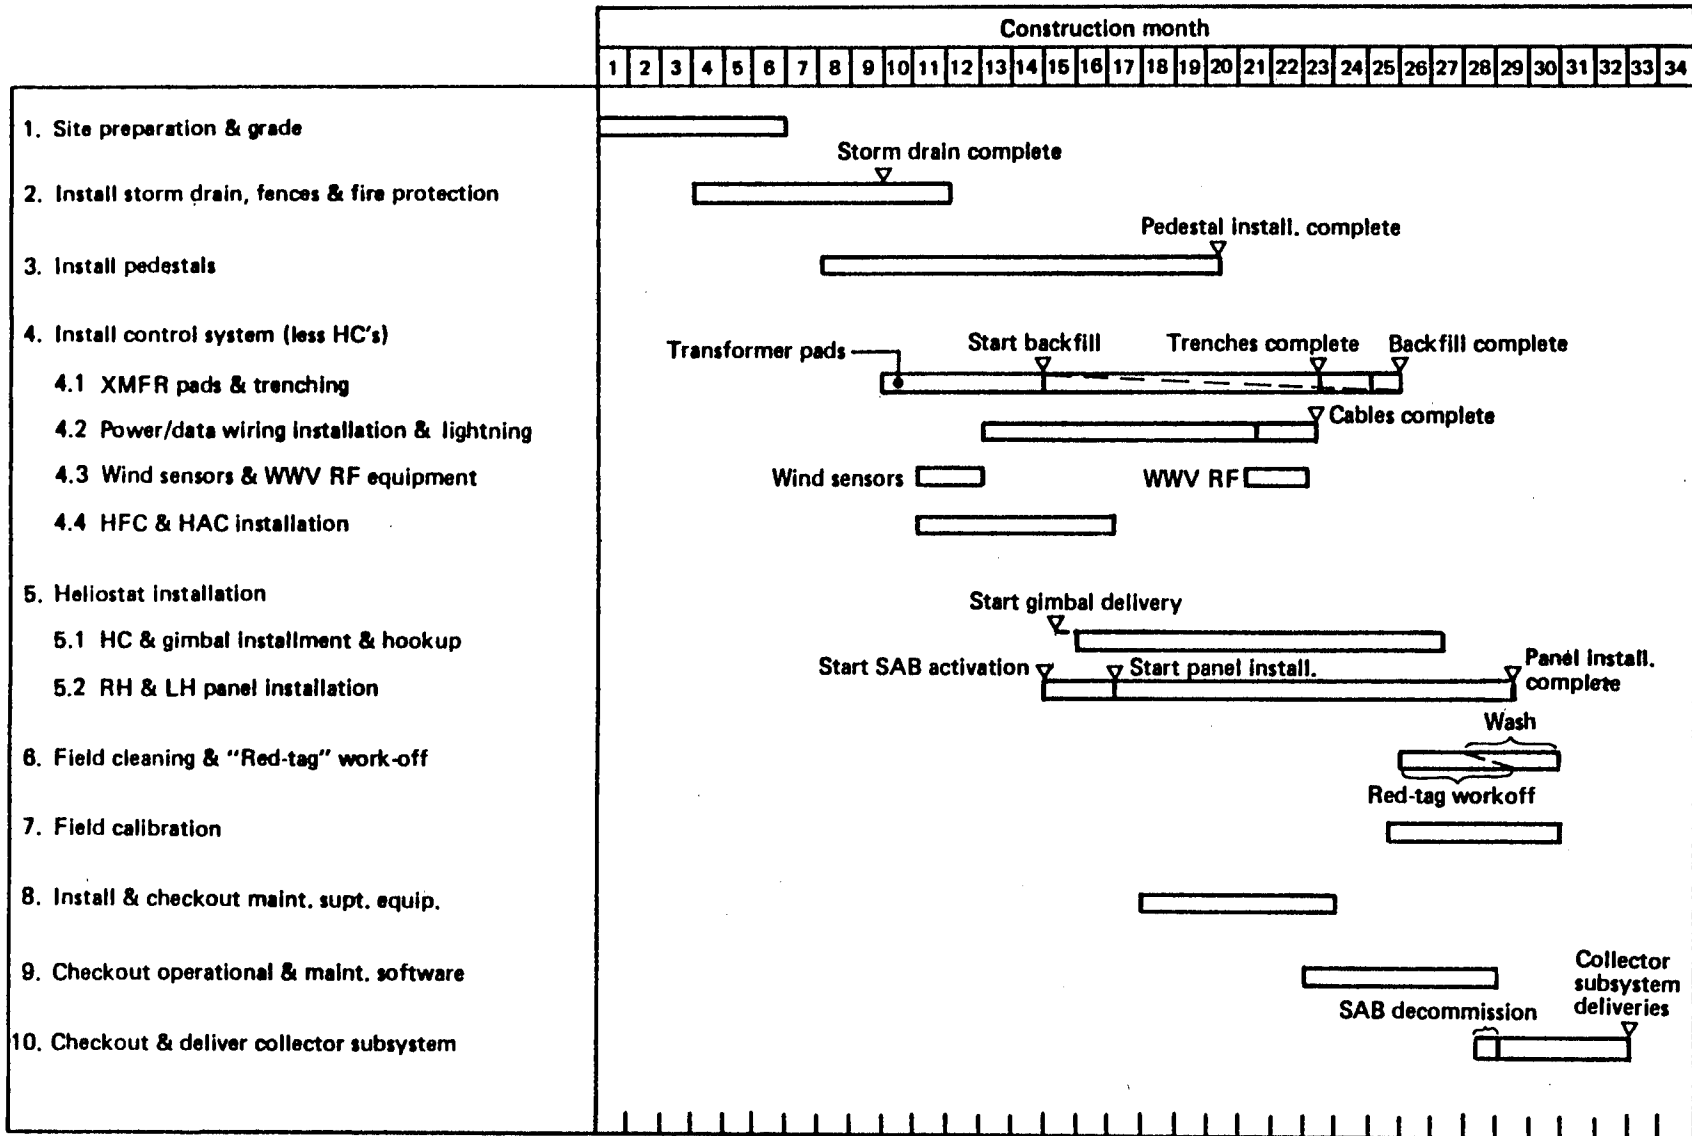 Construction month
1 2 3 4 5 6 7 8 9 10 11 12 13 14 15 16 17 18 19 20 21 22 23 24 25 26 27 28 29 30 31 32 33 34
1. Site preparation & grade
Storm drain complete
2. Install storm drain, fences & fire protection
Pedestal install. complete
3. Install pedestals
4. Install control system (less HC's)
Transformer pads
Start backfill
Trenches complete
Backfill complete
4.1 XMFR pads & trenching
Cables complete
4.2 Power/data wiring installation & lightning
4.3 Wind sensors & WWV RF equipment
Wind sensors
WWV RF
4.4 HFC & HAC installation
5. Heliostat installation
Start gimbal delivery
5.1 HC & gimbal installment & hookup
Start SAB activation
Start panel install.
Panel install.
complete
5.2 RH & LH panel installation
Wash
6. Field cleaning & "Red-tag" work-off
Red-tag workoff
7. Field calibration
8. Install & checkout maint. supt. equip.
9. Checkout operational & maint. software
Collector
subsystem
deliveries
SAB decommission
10. Checkout & deliver collector subsystem